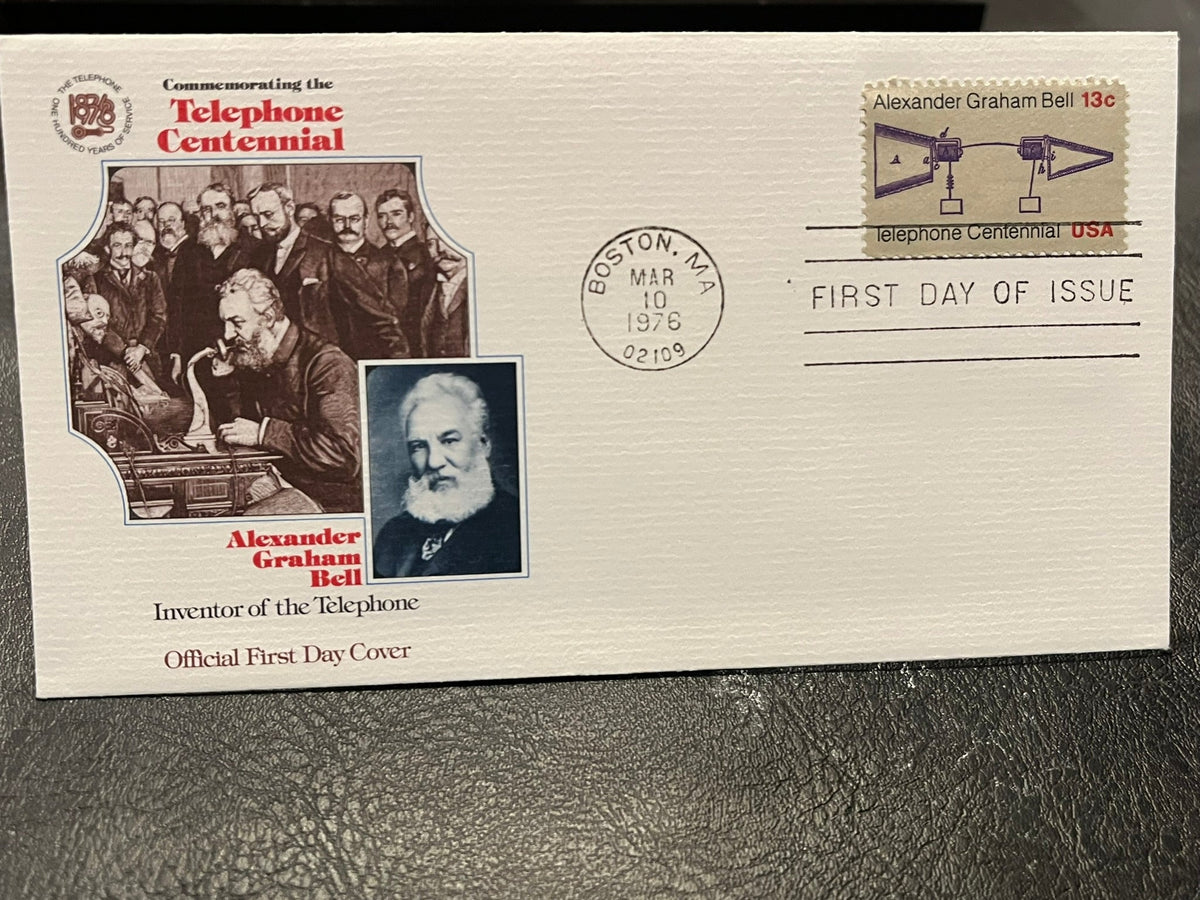 THE TELEPHONE
ONE HUNDRED YEARS OF SERVICE
1876
Commemorating the
Telephone
Centennial
Alexander
Graham
Bell
Inventor of the Telephone
Official First Day Cover
BOSTON, MA
MAR
10
1976
02109
Alexander Graham Bell 13c
A
a
c
d
h
i
Telephone Centennial USA
FIRST DAY OF ISSUE